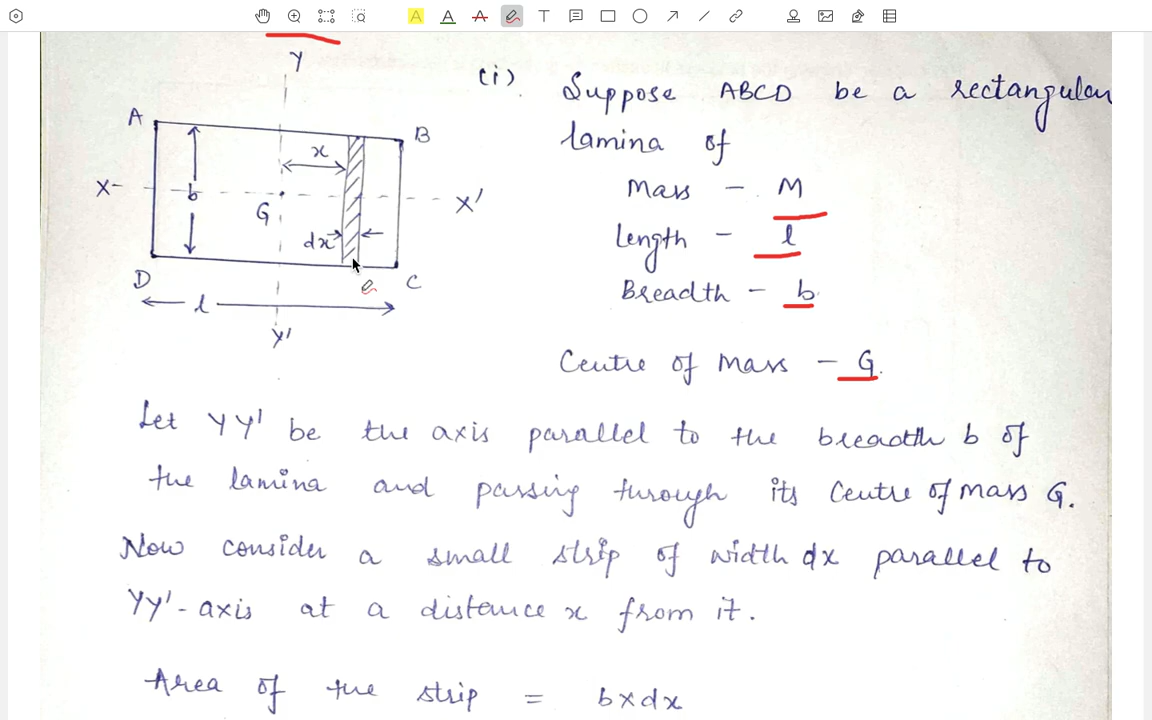 Y
(i). Suppose ABCD be a rectangular
A
B
lamina of
x
X
b
X'
Mass - M
G
dx
Length - l
D
e
C
Breadth - b
l
Y'
Centre of Mass - G.
Let YY' be the axis parallel to the breadth b of
the lamina and passing through its Centre of Mass G.
Now consider a small strip of width dx parallel to
YY'-axis at a distance x from it.
Area of the strip = b×dx